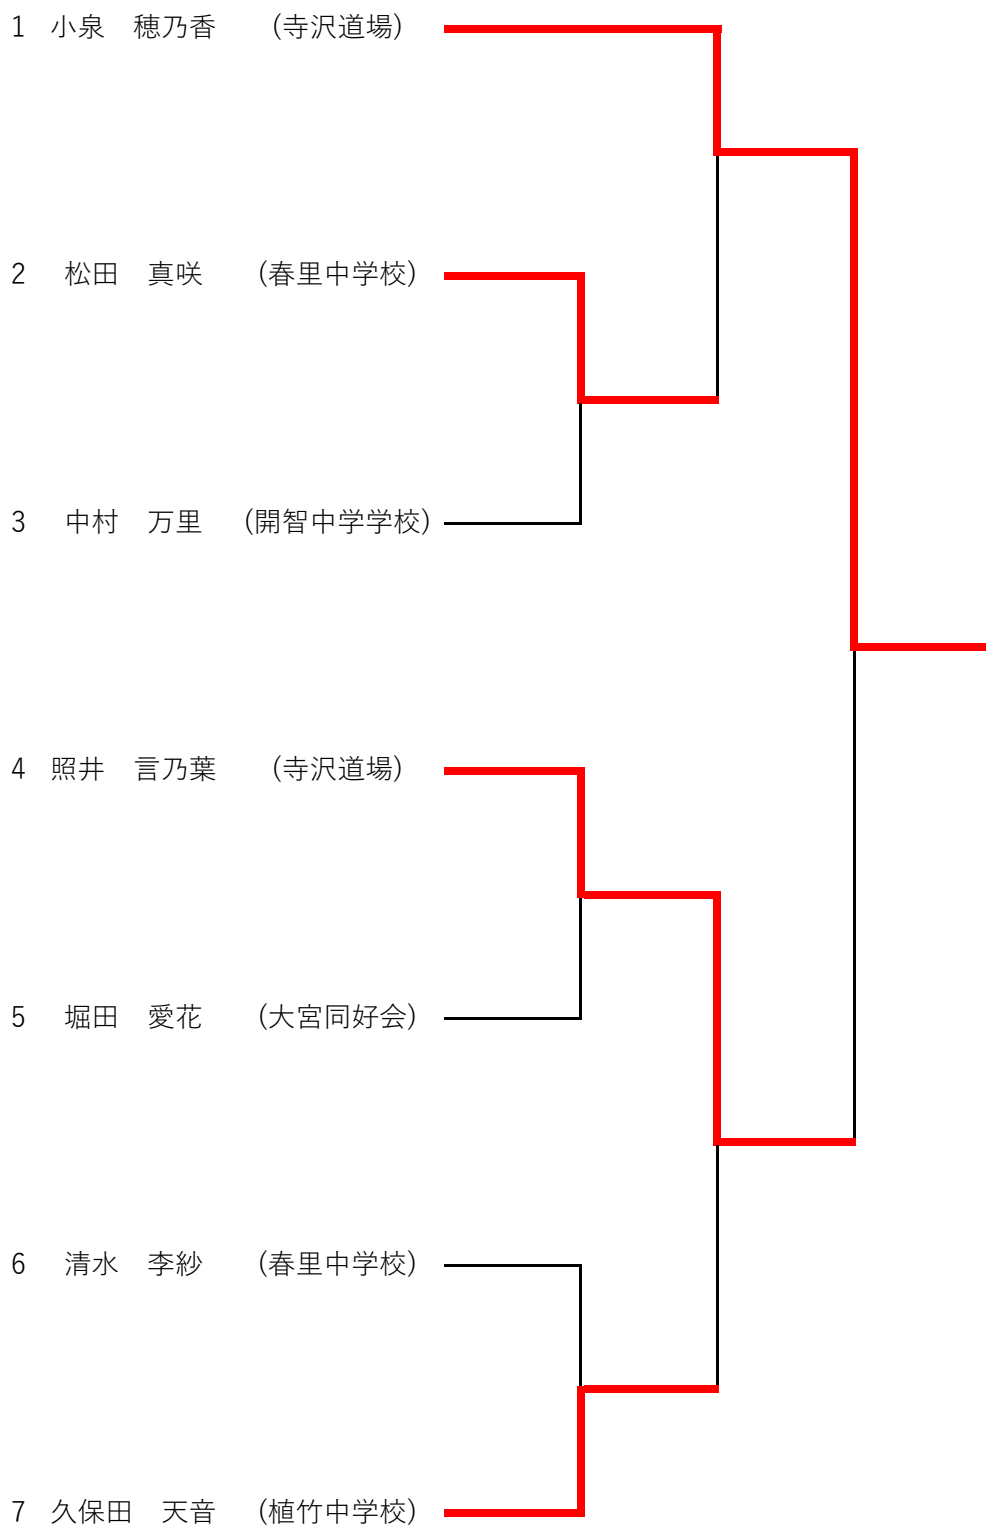 1 小泉　穂乃香 (寺沢道場)
2 松田　真咲 (春里中学校)
3 中村　万里 (開智中学学校)
4 照井　言乃葉 (寺沢道場)
5 堀田　愛花 (大宮同好会)
6 清水　李紗 (春里中学校)
7 久保田　天音 (植竹中学校)